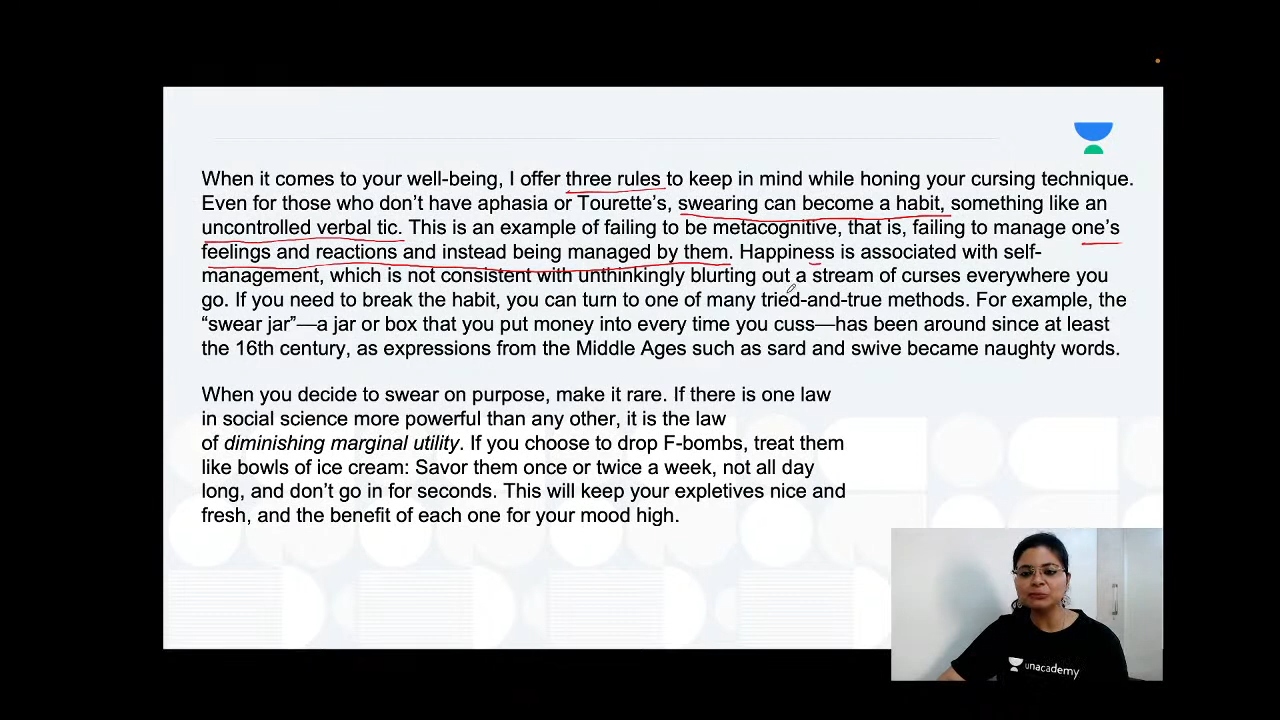 When it comes to your well-being, I offer three rules to keep in mind while honing your cursing technique.
Even for those who don’t have aphasia or Tourette’s, swearing can become a habit, something like an
uncontrolled verbal tic. This is an example of failing to be metacognitive, that is, failing to manage one’s
feelings and reactions and instead being managed by them. Happiness is associated with self-
management, which is not consistent with unthinkingly blurting out a stream of curses everywhere you
go. If you need to break the habit, you can turn to one of many tried-and-true methods. For example, the
“swear jar”—a jar or box that you put money into every time you cuss—has been around since at least
the 16th century, as expressions from the Middle Ages such as sard and swive became naughty words.
When you decide to swear on purpose, make it rare. If there is one law
in social science more powerful than any other, it is the law
of diminishing marginal utility. If you choose to drop F-bombs, treat them
like bowls of ice cream: Savor them once or twice a week, not all day
long, and don’t go in for seconds. This will keep your expletives nice and
fresh, and the benefit of each one for your mood high.
unacademy